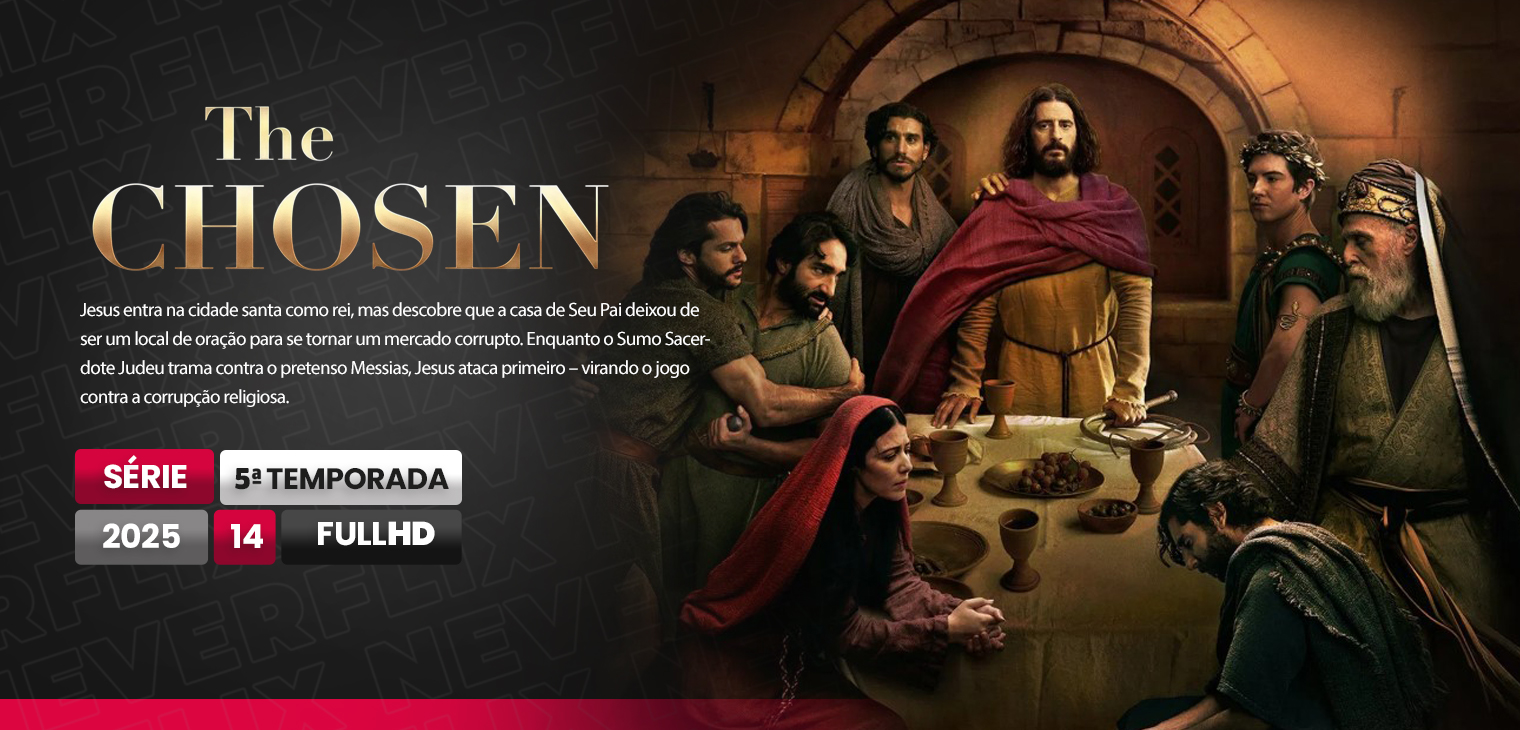 The
CHOSEN
Jesus entra na cidade santa como rei, mas descobre que a casa de Seu Pai deixou de
ser um local de oração para se tornar um mercado corrupto. Enquanto o Sumo Sacer-
dote Judeu trama contra o pretenso Messias, Jesus ataca primeiro – virando o jogo
contra a corrupção religiosa.
SÉRIE
5ª TEMPORADA
2025
14
FULLHD
NEVERFLIX